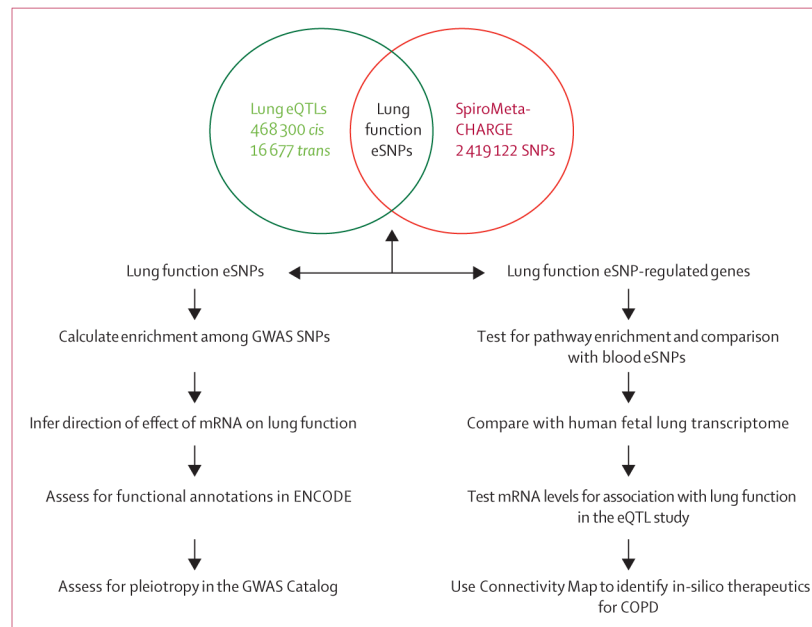 Lung eQTLs
468 300 cis
16 677 trans
Lung
function
eSNPs
SpiroMeta-
CHARGE
2 419 122 SNPs
Lung function eSNPs
Lung function eSNP-regulated genes
Calculate enrichment among GWAS SNPs
Test for pathway enrichment and comparison
with blood eSNPs
Infer direction of effect of mRNA on lung function
Compare with human fetal lung transcriptome
Assess for functional annotations in ENCODE
Test mRNA levels for association with lung function
in the eQTL study
Assess for pleiotropy in the GWAS Catalog
Use Connectivity Map to identify in-silico therapeutics
for COPD